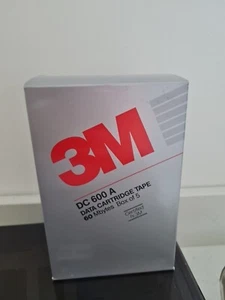 3M
DC 600 A
DATA CARTRIDGE TAPE
60 Mbytes Box of 5